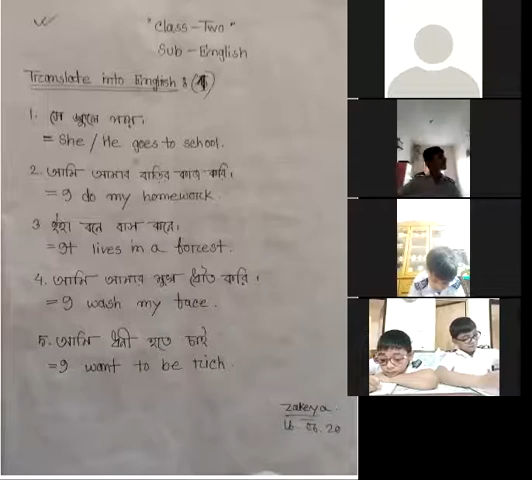 "Class-Two"
Sub-English
Translate into English :
1. সে স্কুলে যায়।
= She / He goes to school.
2. আমি আমার বাড়ির কাজ করি।
= I do my homework.
3 ইহা বনে বাস করে।
= It lives in a forest.
4. আমি আমার মুখ ধৌত করি।
= I wash my face.
৫. আমি ধনী হতে চাই
= I want to be rich.
Zakeya.
16.06.20